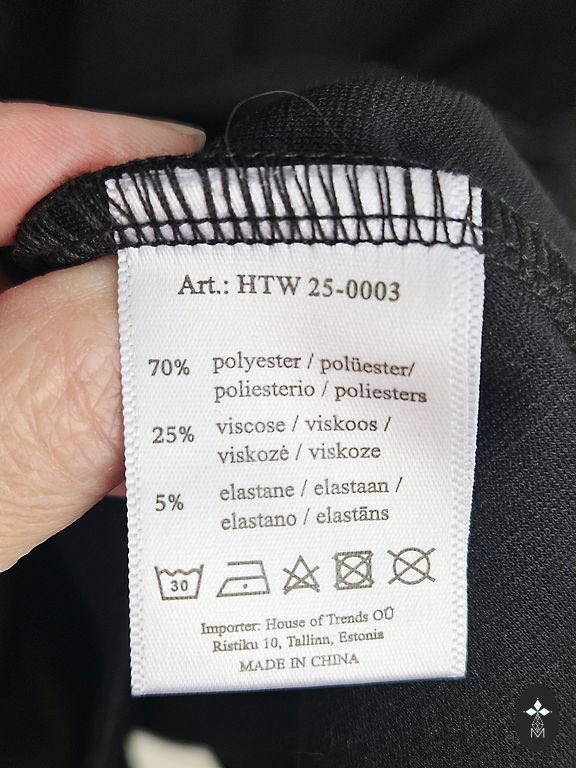 Art.: HTW 25-0003
70% polyester / polüester/
poliesterio / poliesters
25% viscose / viskoos /
viskozė / viskoze
5% elastane / elastaan /
elastano / elastāns
30
Importer: House of Trends OÜ
Ristiku 10, Tallinn, Estonia
MADE IN CHINA
M